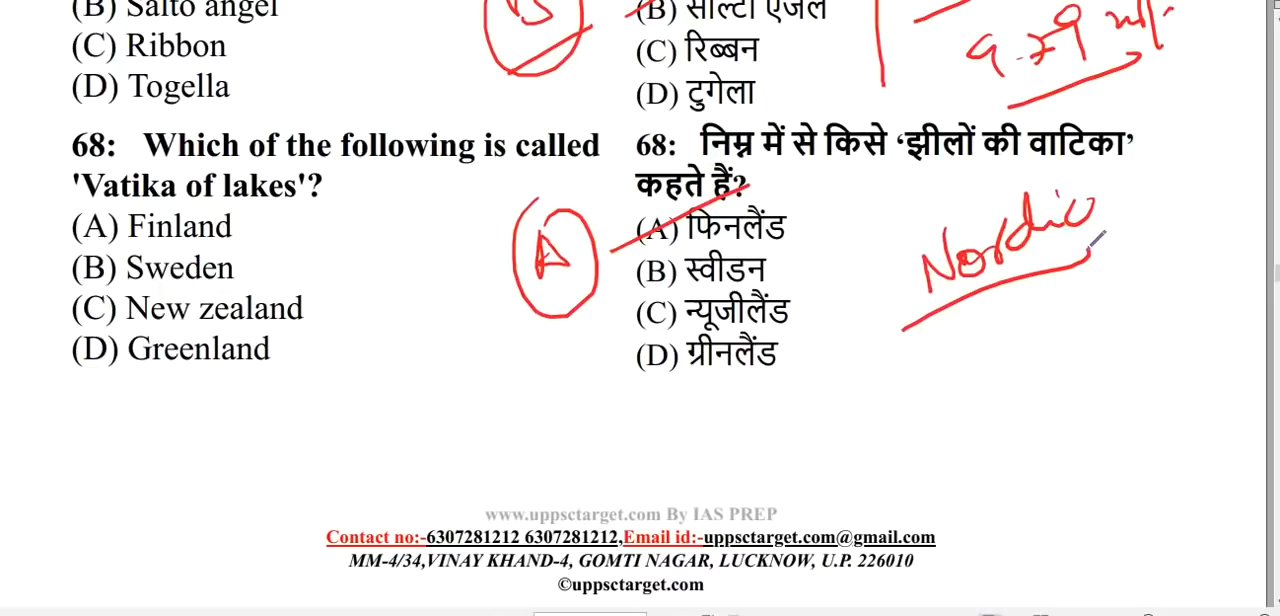 (B) Salto angel
(C) Ribbon
(D) Togella
68: Which of the following is called
'Vatika of lakes'?
(A) Finland
(B) Sweden
(C) New zealand
(D) Greenland
B
A
(B) साल्टो एंजेल
(C) रिब्बन
(D) टुगेला
68: निम्न में से किसे ‘झीलों की वाटिका’
कहते हैं?
(A) फिनलैंड
(B) स्वीडन
(C) न्यूजीलैंड
(D) ग्रीनलैंड
Nordic
www.uppsctarget.com By IAS PREP
Contact no:-6307281212 6307281212,Email id:-uppsctarget.com@gmail.com
MM-4/34,VINAY KHAND-4, GOMTI NAGAR, LUCKNOW, U.P. 226010
©uppsctarget.com